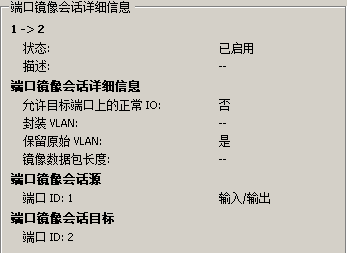 端口镜像会话详细信息
1 -> 2
状态: 已启用
描述: --
端口镜像会话详细信息
允许目标端口上的正常 IO: 否
封装 VLAN: --
保留原始 VLAN: 是
镜像数据包长度: --
端口镜像会话源
端口 ID: 1 输入/输出
端口镜像会话目标
端口 ID: 2